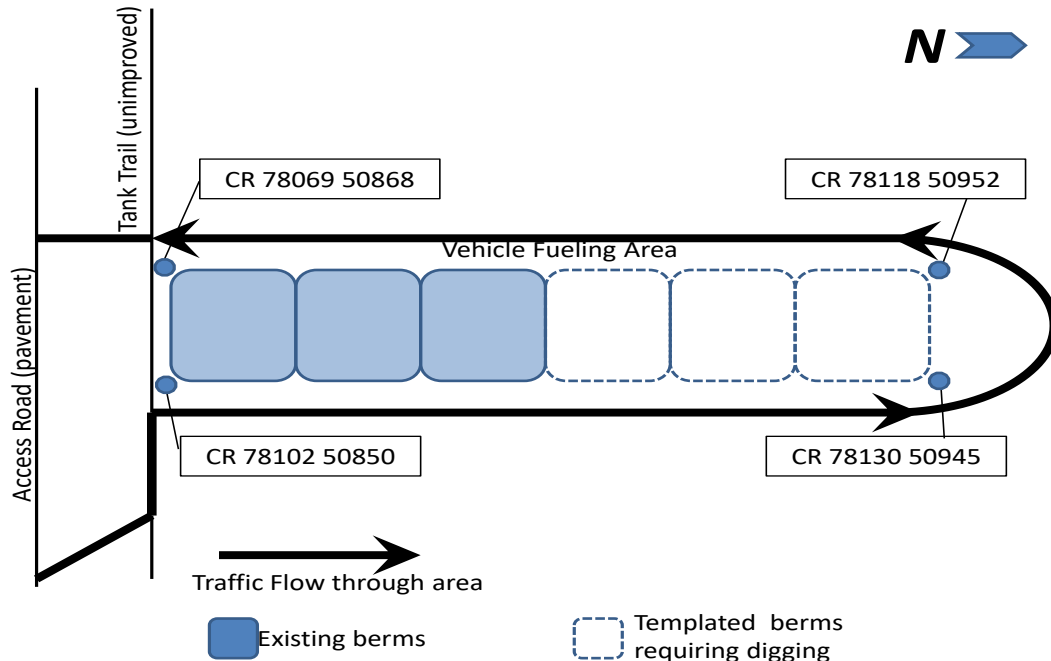 N
Tank Trail (unimproved)
Access Road (pavement)
CR 78069 50868
CR 78118 50952
Vehicle Fueling Area
CR 78102 50850
CR 78130 50945
Traffic Flow through area
Existing berms
Templated berms
requiring digging